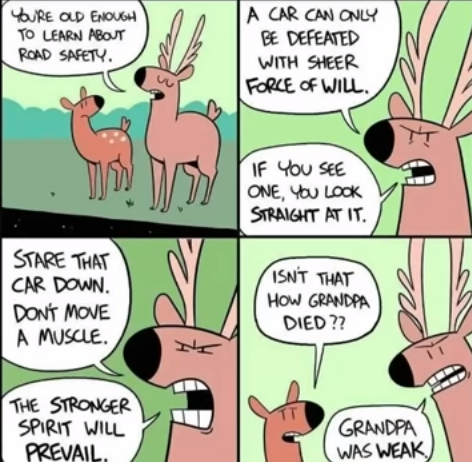 YOU'RE OLD ENOUGH
TO LEARN ABOUT
ROAD SAFETY.
A CAR CAN ONLY
BE DEFEATED
WITH SHEER
FORCE OF WILL.
IF YOU SEE
ONE, YOU LOOK
STRAIGHT AT IT.
STARE THAT
CAR DOWN.
DON'T MOVE
A MUSCLE.
THE STRONGER
SPIRIT WILL
PREVAIL.
ISN'T THAT
HOW GRANDPA
DIED??
GRANDPA
WAS WEAK.